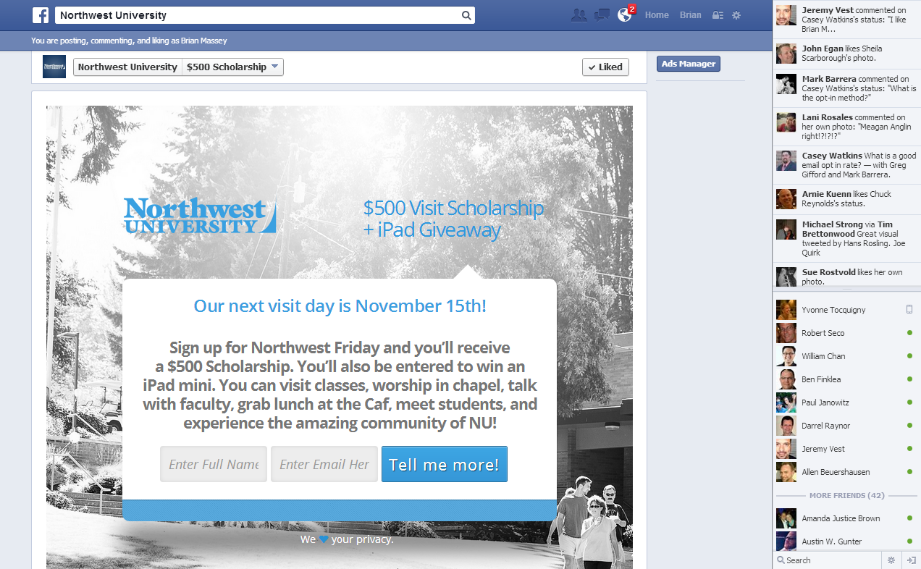 Northwest University
2
Home
Brian
You are posting, commenting, and liking as Brian Massey
Northwest University
$500 Scholarship
Liked
Ads Manager
Northwest
UNIVERSITY
$500 Visit Scholarship
+ iPad Giveaway
Our next visit day is November 15th!
Sign up for Northwest Friday and you'll receive
a $500 Scholarship. You'll also be entered to win an
iPad mini. You can visit classes, worship in chapel, talk
with faculty, grab lunch at the Caf, meet students, and
experience the amazing community of NU!
Enter Full Name
Enter Email Her
Tell me more!
We your privacy.
Jeremy Vest commented on
Casey Watkins's status: "I like
Brian M...
John Egan likes Sheila
Scarborough's photo.
Mark Barrera commented on
Casey Watkins's status: "What is
the opt-in method?"
Lani Rosales commented on
her own photo: "Meagan Anglin
right!?!?!?"
Casey Watkins What is a good
email opt in rate? — with Greg
Gifford and Mark Barrera.
Arnie Kuenn likes Chuck
Reynolds's status.
Michael Strong via Tim
Brettonwood Great visual
tweeted by Hans Rosling. Joe
Quirk
Sue Rostvold likes her own
photo.
Yvonne Tocquigny
Robert Seco
William Chan
Ben Finklea
Paul Janowitz
Darrel Raynor
Jeremy Vest
Allen Beuershausen
MORE FRIENDS (42)
Amanda Justice Brown
Austin W. Gunter
Search